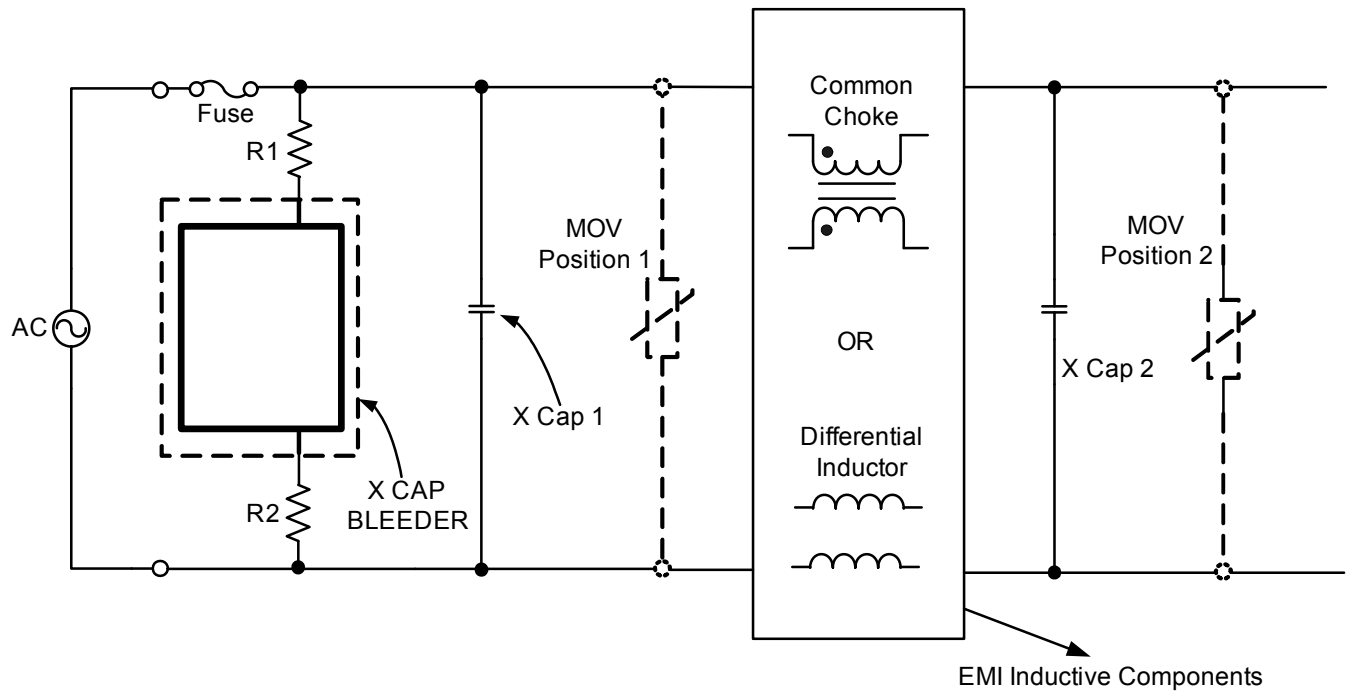 Fuse
R1
AC
R2
X CAP
BLEEDER
X Cap 1
MOV
Position 1
Common
Choke
OR
Differential
Inductor
MOV
Position 2
X Cap 2
EMI Inductive Components